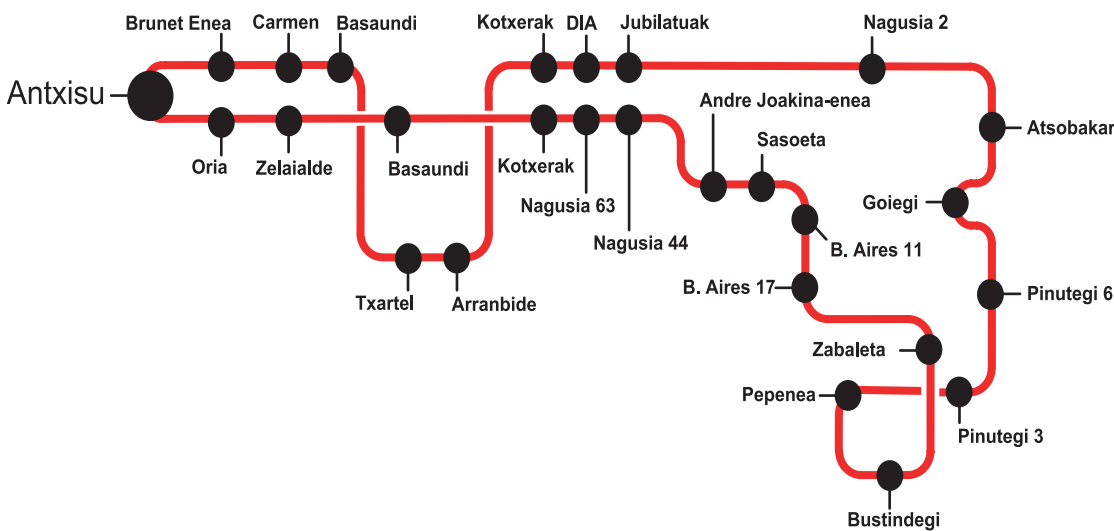 Brunet Enea
Carmen
Basaundi
Kotxerak
DIA
Jubilatuak
Nagusia 2
Antxisu
Andre Joakina-enea
Atsobakar
Sasoeta
Oria
Zelaialde
Basaundi
Kotxerak
Nagusia 63
Goiegi
Nagusia 44
B. Aires 11
B. Aires 17
Pinutegi 6
Txartel
Arranbide
Zabaleta
Pepenea
Pinutegi 3
Bustindegi